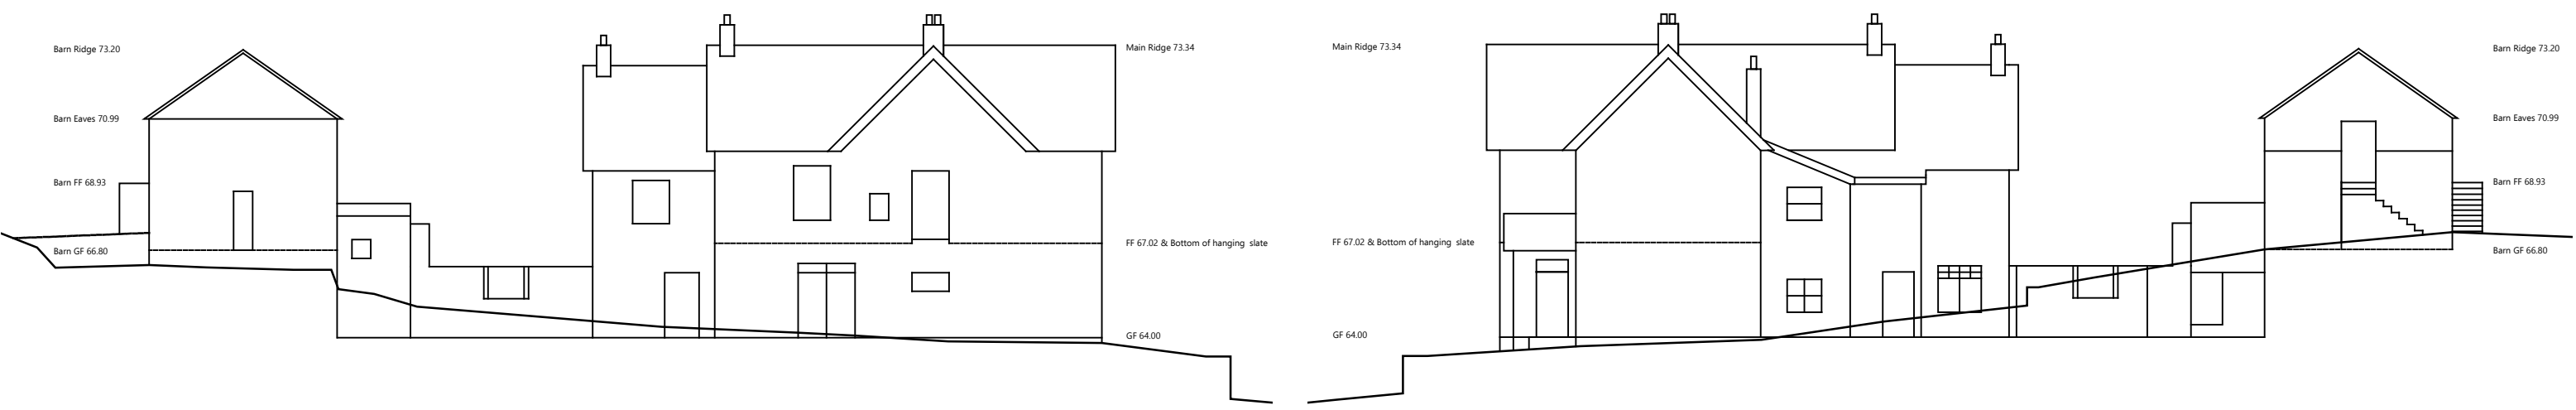 Barn Ridge 73.20
Barn Eaves 70.99
Barn FF 68.93
Barn GF 66.80
Main Ridge 73.34
FF 67.02 & Bottom of hanging slate
GF 64.00
Main Ridge 73.34
FF 67.02 & Bottom of hanging slate
GF 64.00
Barn Ridge 73.20
Barn Eaves 70.99
Barn FF 68.93
Barn GF 66.80